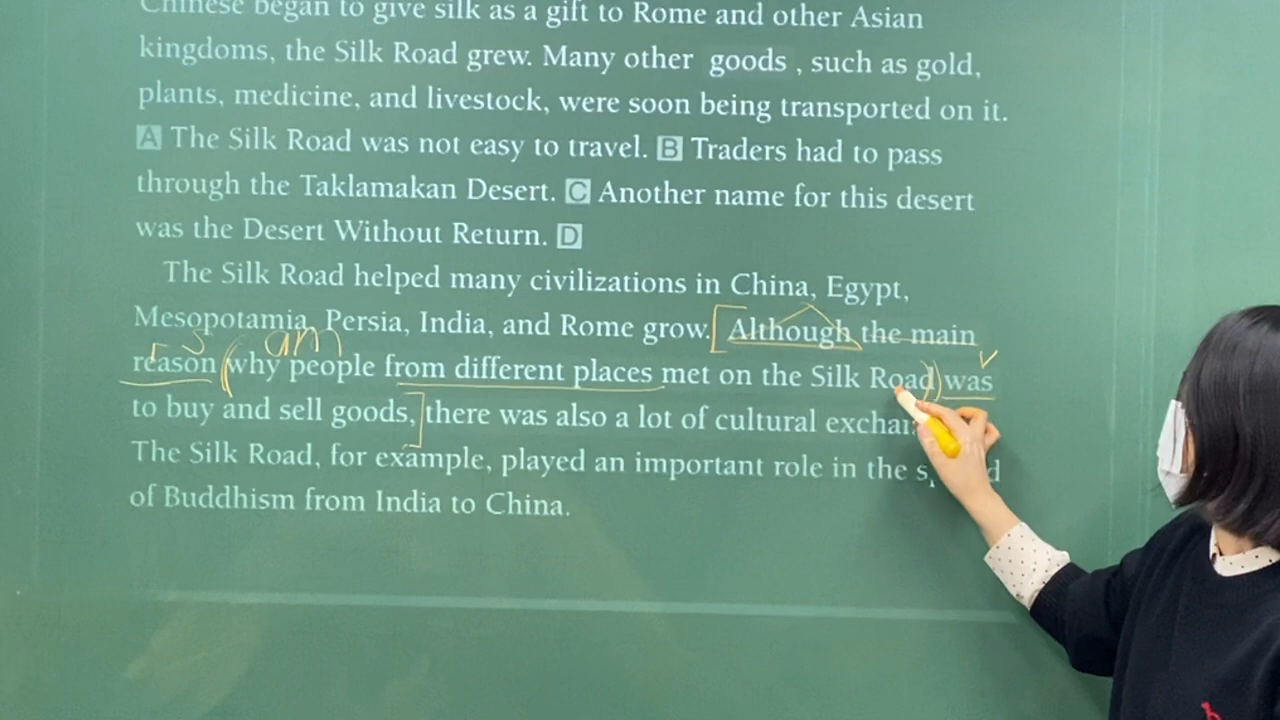 Chinese began to give silk as a gift to Rome and other Asian
kingdoms, the Silk Road grew. Many other goods , such as gold,
plants, medicine, and livestock, were soon being transported on it.
A The Silk Road was not easy to travel. B Traders had to pass
through the Taklamakan Desert. C Another name for this desert
was the Desert Without Return. D
The Silk Road helped many civilizations in China, Egypt,
Mesopotamia, Persia, India, and Rome grow. Although the main
am
reason (why people from different places met on the Silk Road) was
to buy and sell goods, there was also a lot of cultural
The Silk Road, for example, played an important role in the
of Buddhism from India to China.